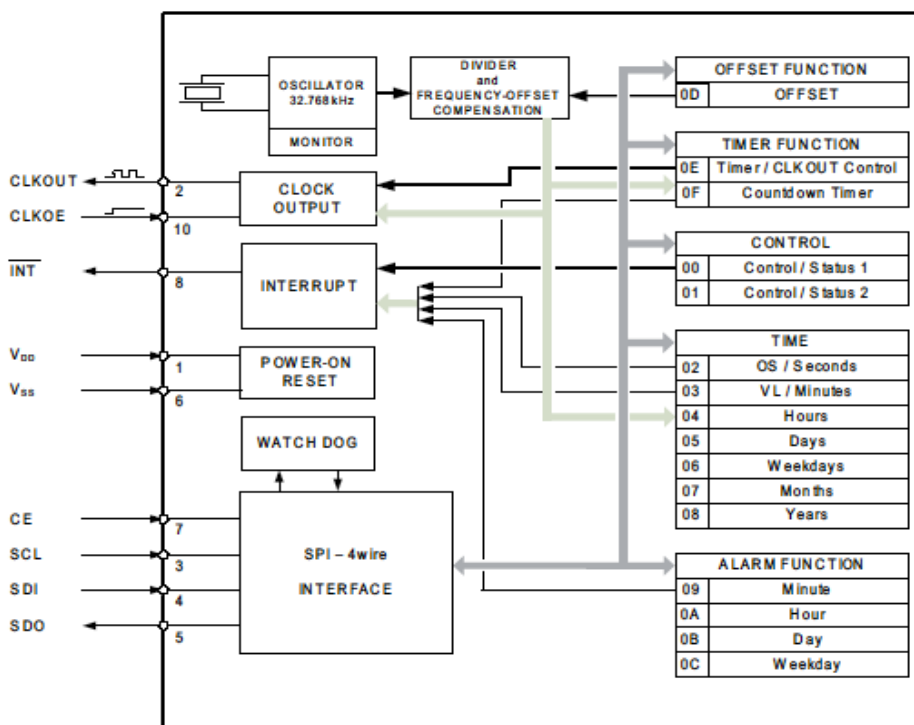 OSCILLATOR
32.768kHz
MONITOR
DIVIDER
and
FREQUENCY-OFFSET
COMPENSATION
OFFSET FUNCTION
0D OFFSET
TIMER FUNCTION
0E Timer / CLKOUT Control
0F Countdown Timer
CLKOUT 2
CLKOE 10
CLOCK
OUTPUT
INT 8
INTERRUPT
CONTROL
00 Control / Status 1
01 Control / Status 2
VDD 1
VSS 6
POWER-ON
RESET
TIME
02 OS / Seconds
03 VL / Minutes
04 Hours
05 Days
06 Weekdays
07 Months
08 Years
WATCH DOG
CE 7
SCL 3
SDI 4
SDO 5
SPI – 4wire
INTERFACE
ALARM FUNCTION
09 Minute
0A Hour
0B Day
0C Weekday